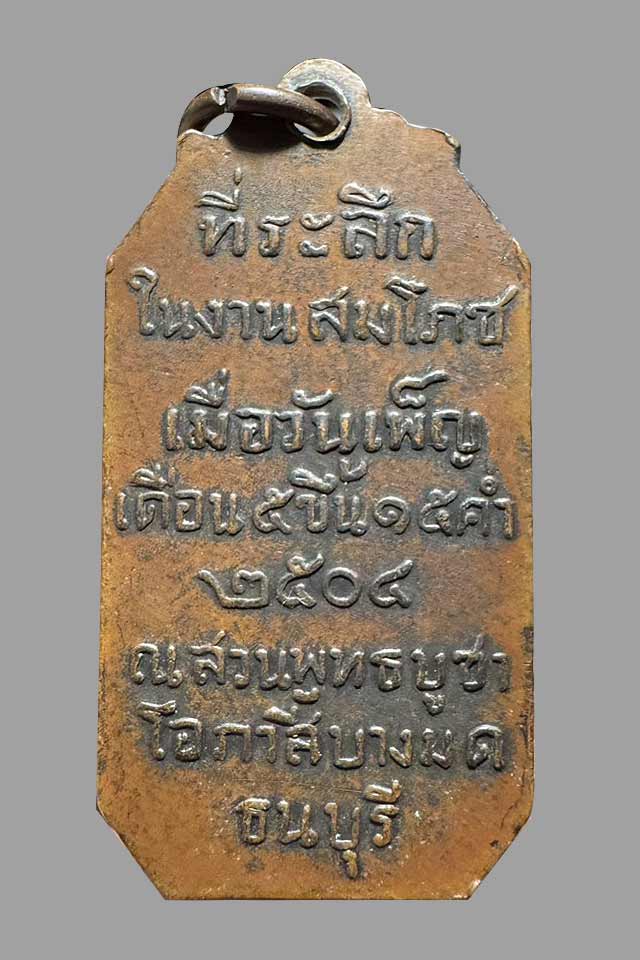 ที่ระลึก
ในงานสมโภช
เมื่อวันเพ็ญ
เดือน ๕ ขึ้น ๑๕ ค่ำ
๒๕๐๔
ณ สวนพุทธบูชา
โอภาสีบางมด
ธนบุรี